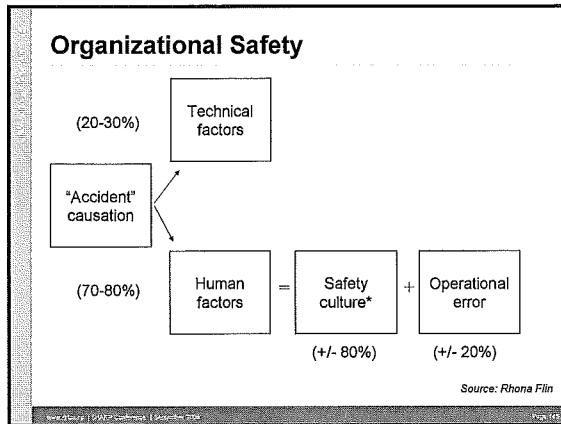 Organizational Safety
(20-30%)
Technical
factors
"Accident"
causation
(70-80%)
Human
factors
=
Safety
culture*
+
Operational
error
(+/- 80%)
(+/- 20%)
Source: Rhona Flin